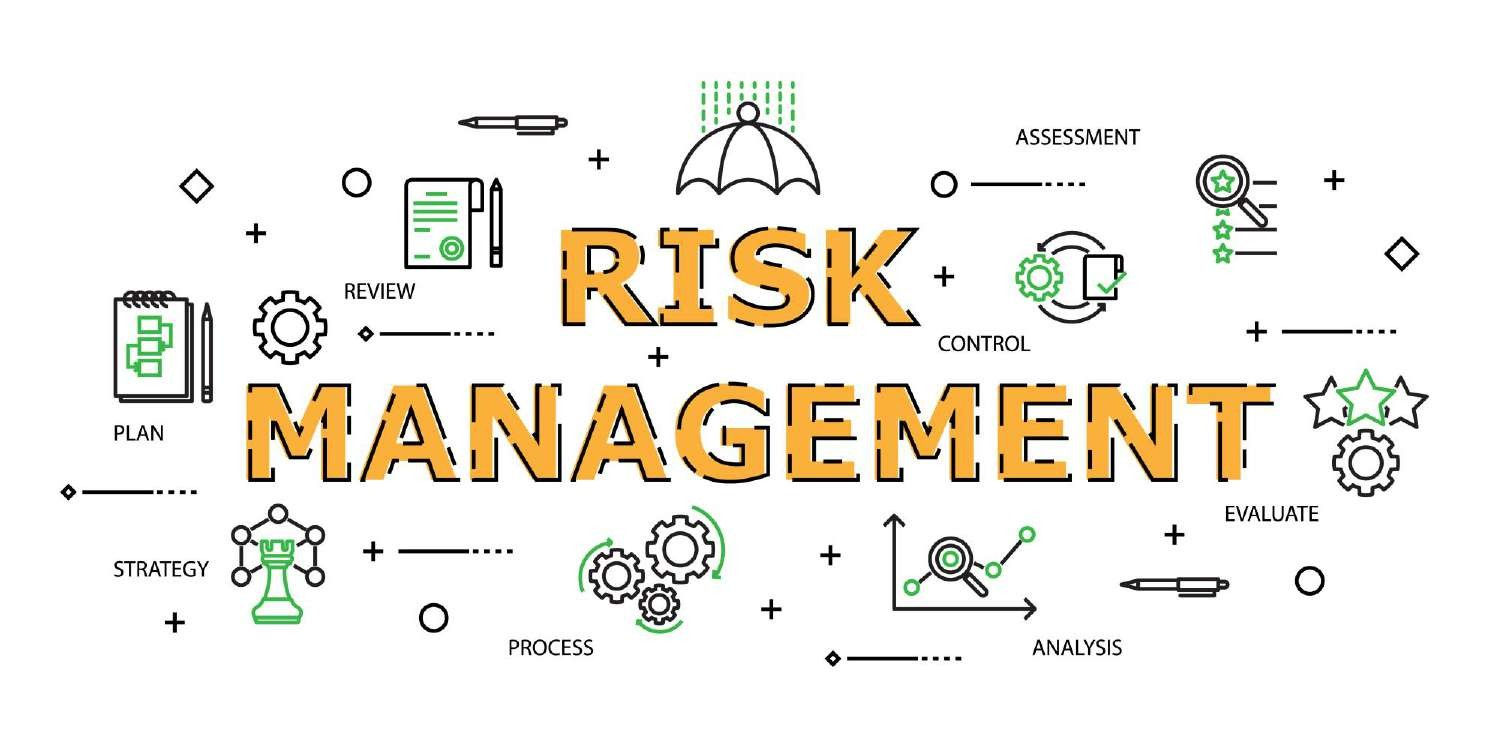 ASSESSMENT
RISK
REVIEW
CONTROL
MANAGEMENT
PLAN
EVALUATE
STRATEGY
PROCESS
ANALYSIS